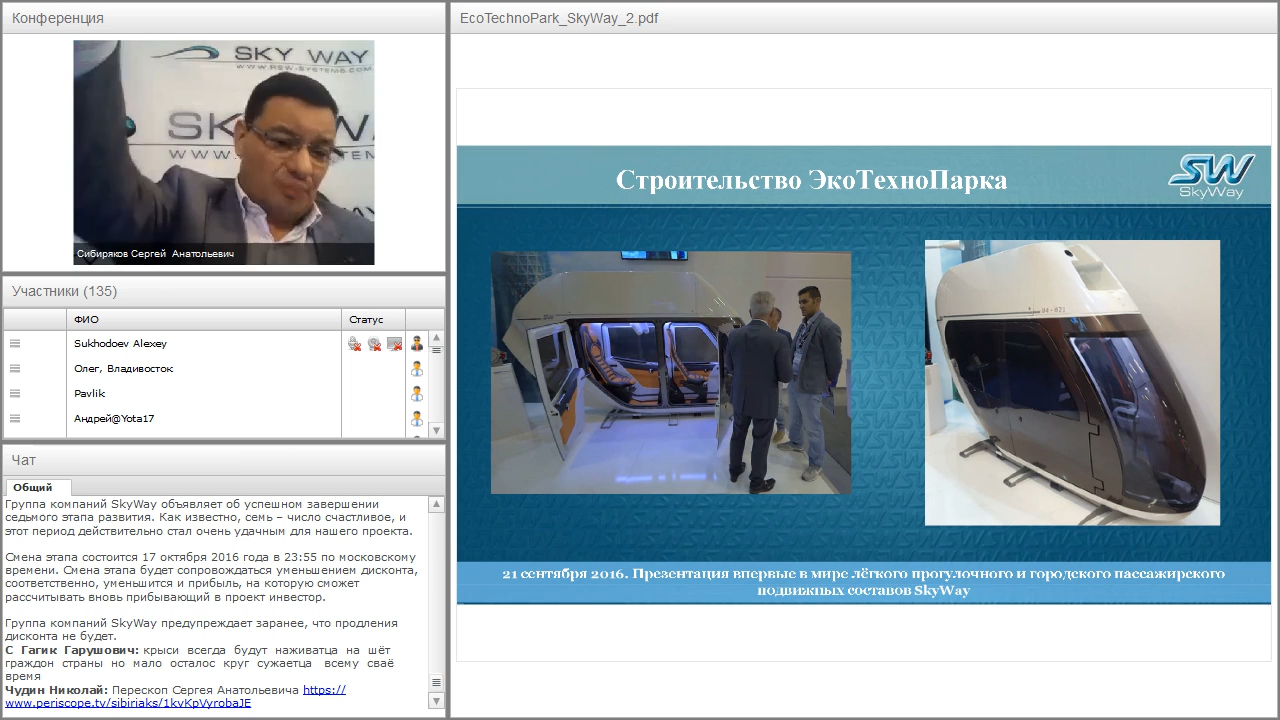 Конференция
SKY WAY
WWW.RSW-SYSTEMS.COM
Сибиряков Сергей Анатольевич
Участники (135)
ФИО
Статус
Sukhodoev Alexey
Олег, Владивосток
Pavlik
Андрей@Yota17
Чат
Общий
Группа компаний SkyWay объявляет об успешном завершении
седьмого этапа развития. Как известно, семь – число счастливое, и
этот период действительно стал очень удачным для нашего проекта.
Смена этапа состоится 17 октября 2016 года в 23:55 по московскому
времени. Смена этапа будет сопровождаться уменьшением дисконта,
соответственно, уменьшится и прибыль, на которую сможет
рассчитывать вновь прибывающий в проект инвестор.
Группа компаний SkyWay предупреждает заранее, что продления
дисконта не будет.
С Гагик Гарушович: крыси всегда будут наживатца на шёт
граждон страны но мало осталос круг сужаетца всему сваё
время
Чудин Николай: Перескоп Сергея Анатольевича https://
www.periscope.tv/sibiriaks/1kvKpVyrobaJE
EcoTechnoPark_SkyWay_2.pdf
Строительство ЭкоТехноПарка
SW
SkyWay
21 сентября 2016. Презентация впервые в мире лёгкого прогулочного и городского пассажирского
подвижных составов SkyWay